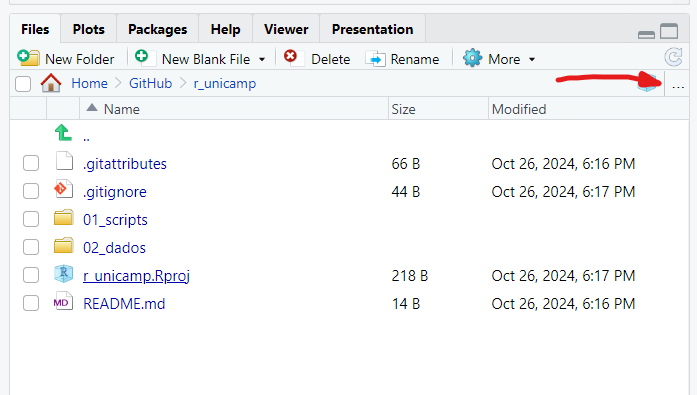 Files Plots Packages Help Viewer Presentation
New Folder New Blank File Delete Rename More
Home GitHub r_unicamp ...
Name Size Modified
..
.gitattributes 66 B Oct 26, 2024, 6:16 PM
.gitignore 44 B Oct 26, 2024, 6:17 PM
01_scripts
02_dados
R r_unicamp.Rproj 218 B Oct 26, 2024, 6:17 PM
MD README.md 14 B Oct 26, 2024, 6:16 PM